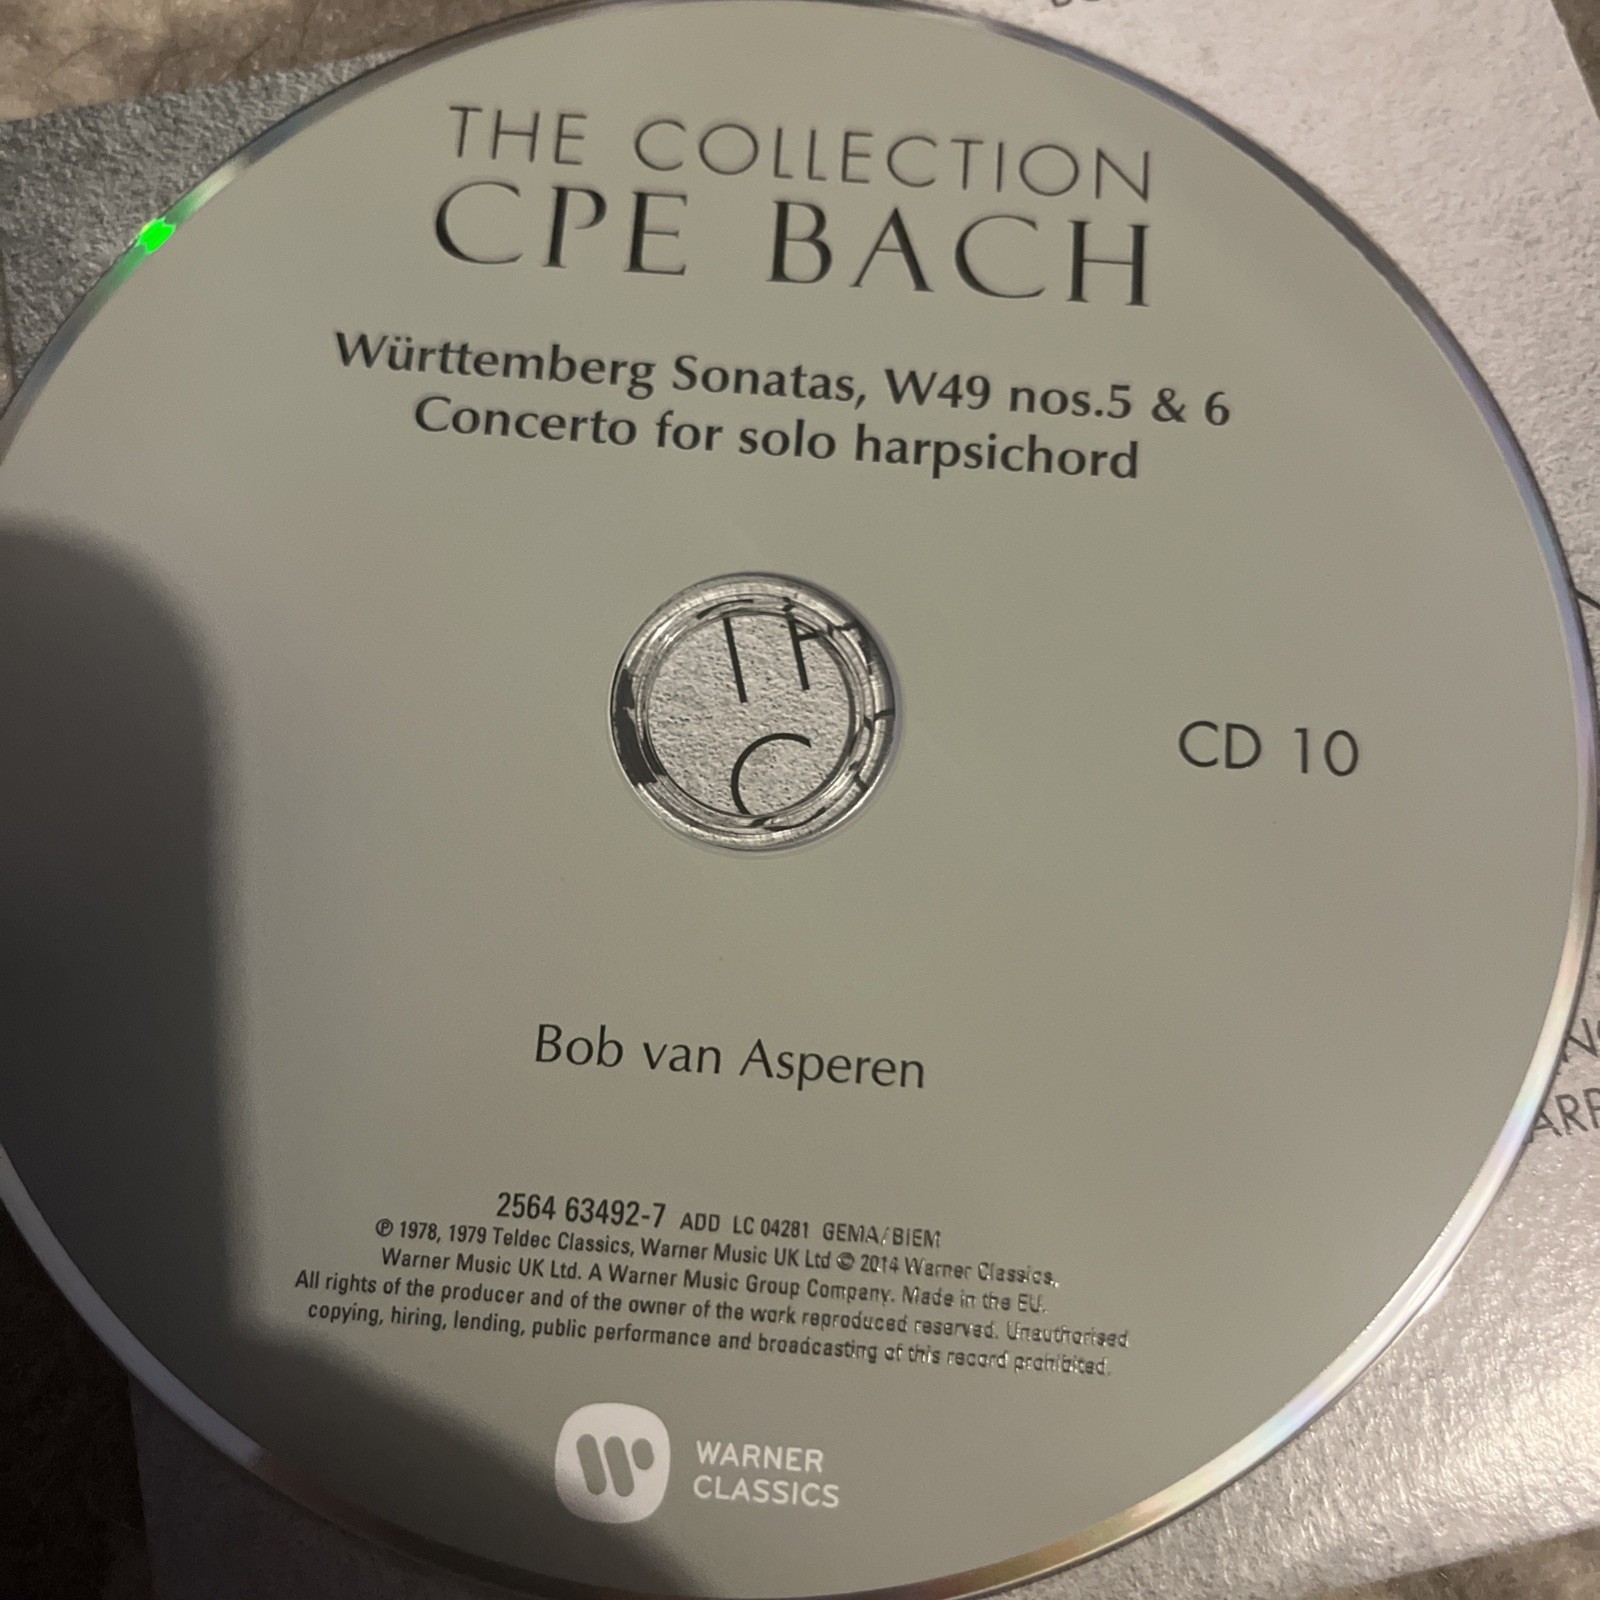 THE COLLECTION
CPE BACH
Württemberg Sonatas, W49 nos.5 & 6
Concerto for solo harpsichord
CD 10
Bob van Asperen
2564 63492-7 ADD LC 04281 GEMA/BIEM
℗ 1978, 1979 Teldec Classics, Warner Music UK Ltd © 2014 Warner Classics,
Warner Music UK Ltd. A Warner Music Group Company. Made in the EU.
All rights of the producer and of the owner of the work reproduced reserved. Unauthorised
copying, hiring, lending, public performance and broadcasting of this record prohibited.
WARNER
CLASSICS